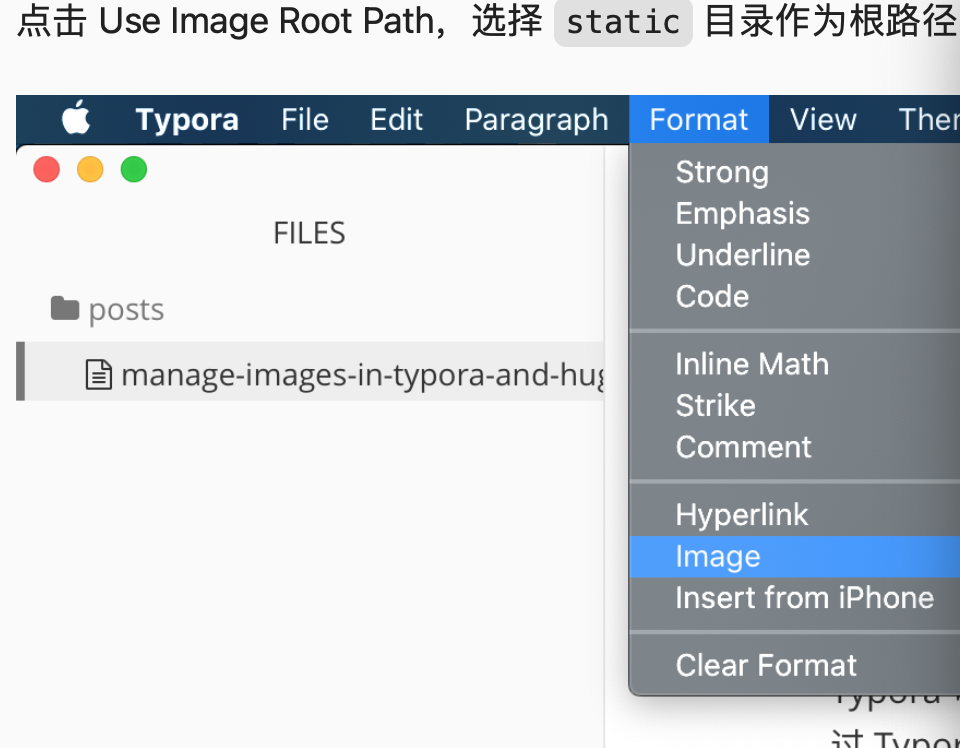 点击 Use Image Root Path，选择 static 目录作为根路径
Typora File Edit Paragraph Format View
Strong
FILES
Emphasis
Underline
Code
posts
Inline Math
manage-images-in-typora-and-hug
Strike
Comment
Hyperlink
Image
Insert from iPhone
Clear Format
Typora
过 Typor